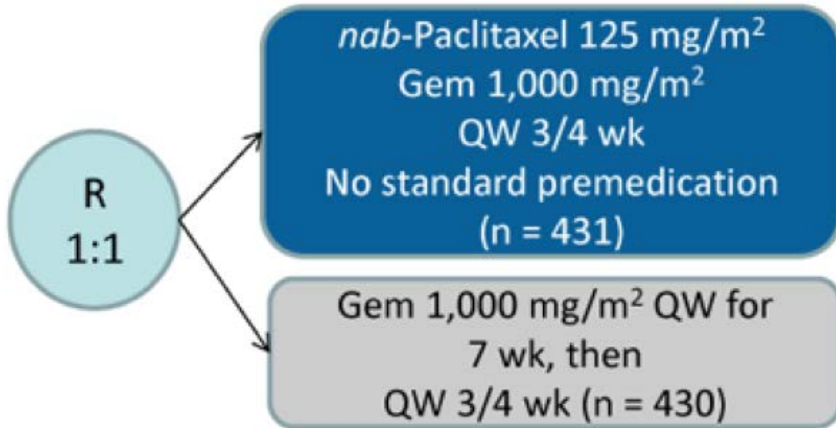 R
1:1
nab-Paclitaxel 125 mg/m²
Gem 1,000 mg/m²
QW 3/4 wk
No standard premedication
(n = 431)
Gem 1,000 mg/m² QW for
7 wk, then
QW 3/4 wk (n = 430)